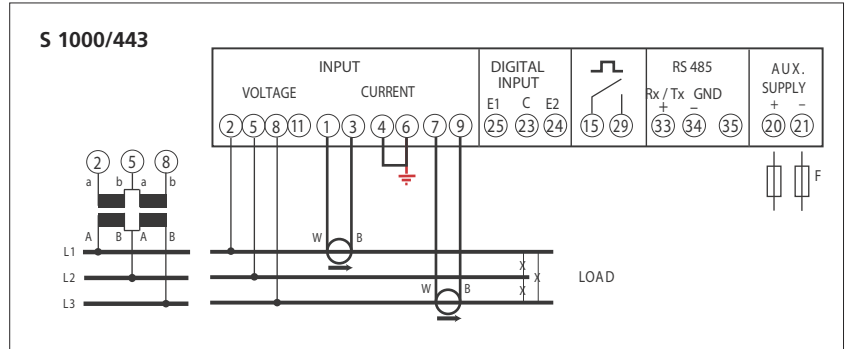 S 1000/443
INPUT
VOLTAGE CURRENT
DIGITAL
INPUT
E1 C E2
RS 485
Rx / Tx GND
+ −
AUX.
SUPPLY
+ −
2 5 8 11 1 3 4 6 7 9 25 23 24 15 29 33 34 35 20 21
F
2 5 8
a b a b
A B A B
L1
L2
L3
W B
W B
X
X
X
LOAD